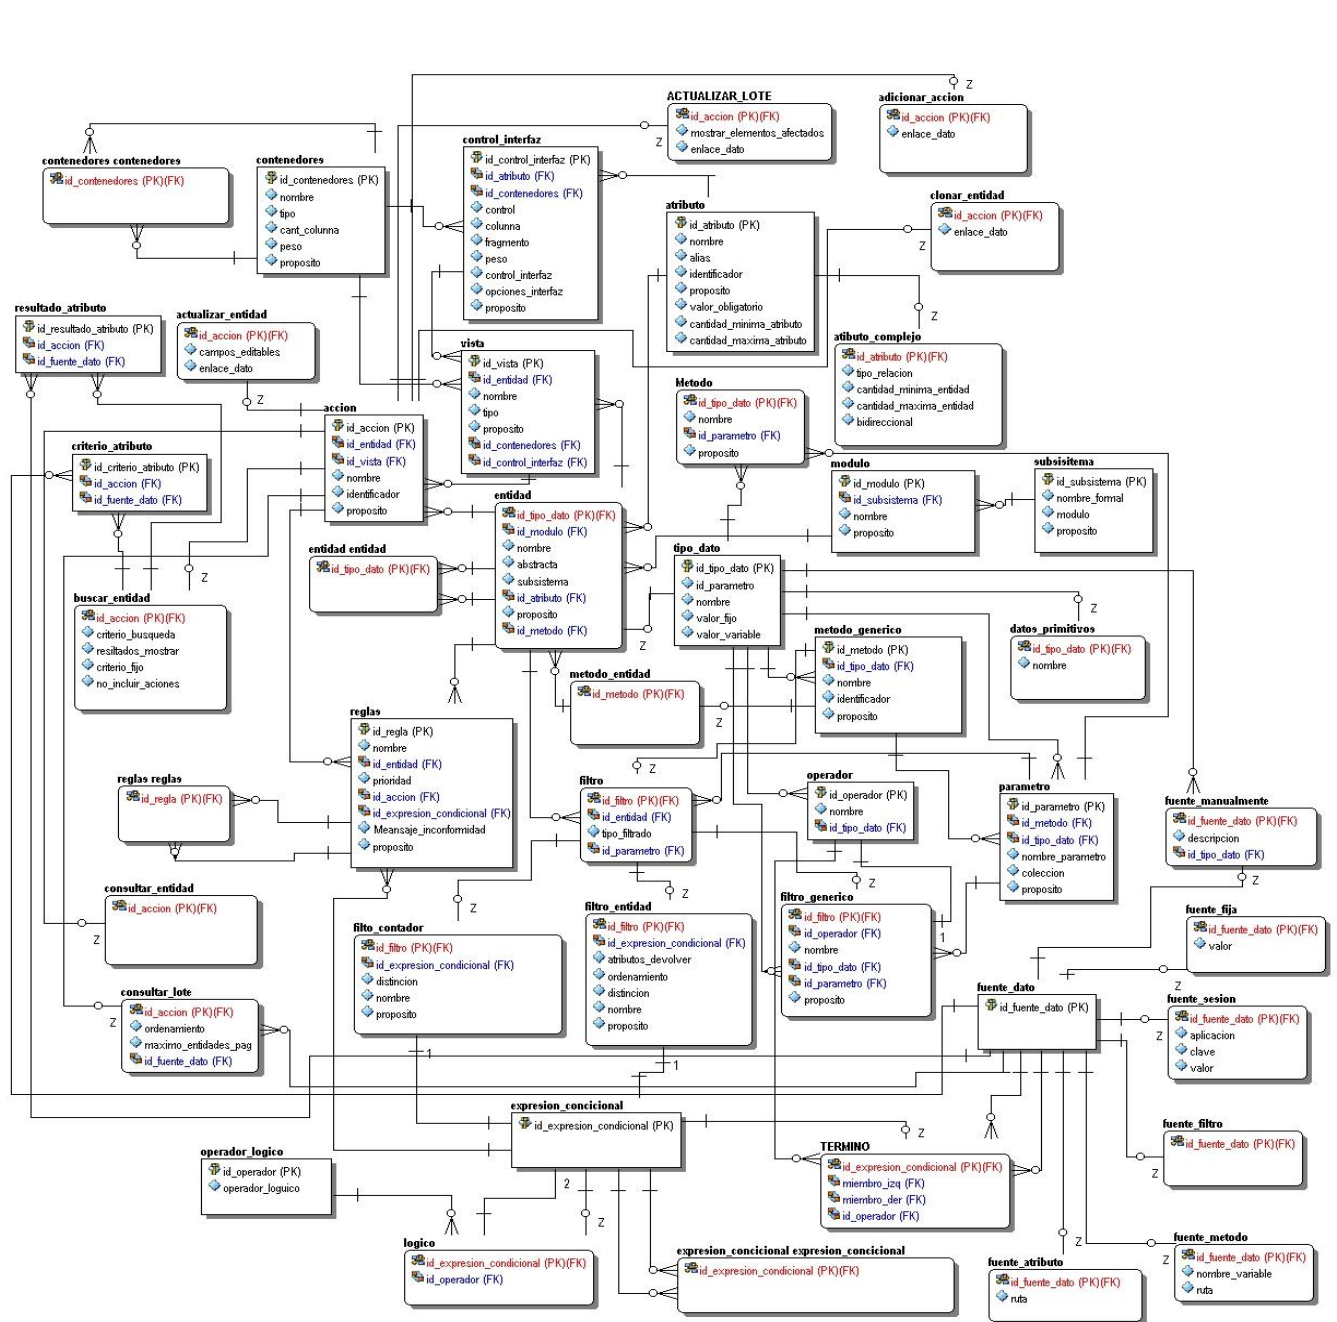 ACTUALIZAR_LOTE
id_accion (PK)(FK)
mostrar_elementos_afectados
enlace_dato
Z
adicionar_accion
id_accion (PK)(FK)
enlace_dato
Z
contenedores contenedores
id_contenedores (PK)(FK)
contenedores
id_contenedores (PK)
nombre
tipo
cant_columna
peso
proposito
control_interfaz
id_control_interfaz (PK)
id_atributo (FK)
id_contenedores (FK)
control
columna
fragmento
peso
control_interfaz
opciones_interfaz
proposito
atributo
id_atributo (PK)
nombre
alias
identificador
proposito
valor_obligatorio
cantidad_minima_atributo
cantidad_maxima_atributo
clonar_entidad
id_accion (PK)(FK)
enlace_dato
Z
resultado_atributo
id_resultado_atributo (PK)
id_accion (FK)
id_fuente_dato (FK)
actualizar_entidad
id_accion (PK)(FK)
campos_editables
enlace_dato
Z
vista
id_vista (PK)
id_entidad (FK)
nombre
tipo
proposito
id_contenedores (FK)
id_control_interfaz (FK)
Z
atibuto_complejo
id_atributo (PK)(FK)
tipo_relacion
cantidad_minima_entidad
cantidad_maxima_entidad
bidireccional
Metodo
id_tipo_dato (PK)(FK)
nombre
id_parametro (FK)
proposito
accion
id_accion (PK)
id_entidad (FK)
id_vista (FK)
nombre
identificador
proposito
criterio_atributo
id_criterio_atributo (PK)
id_accion (FK)
id_fuente_dato (FK)
modulo
id_modulo (PK)
id_subsistema (FK)
nombre
proposito
subsisitema
id_subsistema (PK)
nombre_formal
modulo
proposito
entidad
id_tipo_dato (PK)(FK)
id_modulo (FK)
nombre
abstracta
subsistema
id_atributo (FK)
proposito
id_metodo (FK)
Z
entidad entidad
id_tipo_dato (PK)(FK)
tipo_dato
id_tipo_dato (PK)
id_parametro
nombre
valor_fijo
valor_variable
Z
buscar_entidad
id_accion (PK)(FK)
criterio_busqueda
resultados_mostrar
criterio_fijo
no_incluir_aciones
metodo_generico
id_metodo (PK)
id_tipo_dato (FK)
nombre
identificador
proposito
Z
datos_primitivos
id_tipo_dato (PK)(FK)
nombre
metodo_entidad
id_metodo (PK)(FK)
Z
Z
reglas
id_regla (PK)
nombre
id_entidad (FK)
prioridad
id_accion (FK)
id_expresion_condicional (FK)
Meansaje_inconformidad
proposito
reglas reglas
id_regla (PK)(FK)
filtro
id_filtro (PK)(FK)
id_entidad (FK)
tipo_filtrado
id_parametro (FK)
operador
id_operador (PK)
nombre
id_tipo_dato (FK)
parametro
id_parametro (PK)
id_metodo (FK)
id_tipo_dato (FK)
nombre_parametro
coleccion
proposito
fuente_manualmente
id_fuente_dato (PK)(FK)
descripcion
id_tipo_dato (FK)
Z
consultar_entidad
id_accion (PK)(FK)
Z
Z
Z
Z
filto_contador
id_filtro (PK)(FK)
id_expresion_condicional (FK)
distincion
nombre
proposito
1
filtro_entidad
id_filtro (PK)(FK)
id_expresion_condicional (FK)
atributos_devolver
ordenamiento
distincion
nombre
proposito
1
filtro_generico
id_filtro (PK)(FK)
id_operador (FK)
nombre
id_tipo_dato (FK)
id_parametro (FK)
proposito
1
fuente_fija
id_fuente_dato (PK)(FK)
valor
Z
consultar_lote
id_accion (PK)(FK)
ordenamiento
maximo_entidades_pag
id_fuente_dato (FK)
Z
fuente_dato
id_fuente_dato (PK)
fuente_sesion
id_fuente_dato (PK)(FK)
aplicacion
clave
valor
Z
expresion_concicional
id_expresion_condicional (PK)
2
Z
Z
TERMINO
id_expresion_condicional (PK)(FK)
miembro_izq (FK)
miembro_der (FK)
id_operador (FK)
fuente_filtro
id_fuente_dato (PK)(FK)
Z
operador_logico
id_operador (PK)
operador_loguico
logico
id_expresion_condicional (PK)(FK)
id_operador (FK)
expresion_concicional expresion_concicional
id_expresion_condicional (PK)(FK)
Z
fuente_atributo
id_fuente_dato (PK)(FK)
ruta
fuente_metodo
id_fuente_dato (PK)(FK)
nombre_variable
ruta
Z